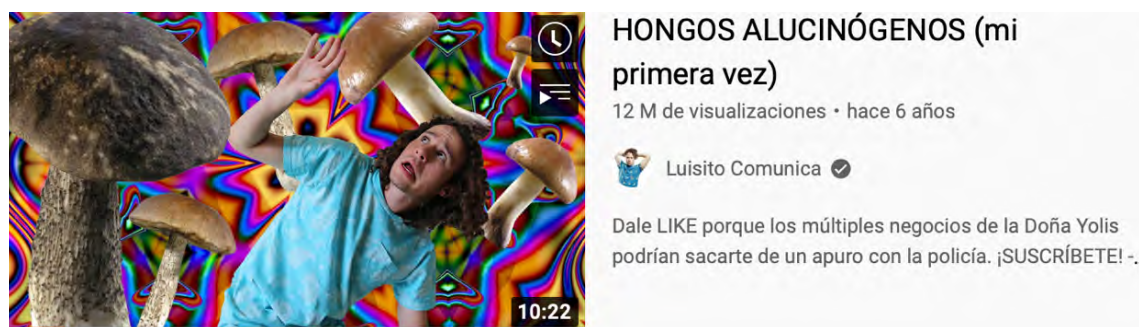 10:22
HONGOS ALUCINÓGENOS (mi
primera vez)
12 M de visualizaciones • hace 6 años
Luisito Comunica
Dale LIKE porque los múltiples negocios de la Doña Yolis
podrían sacarte de un apuro con la policía. ¡SUSCRÍBETE! -.